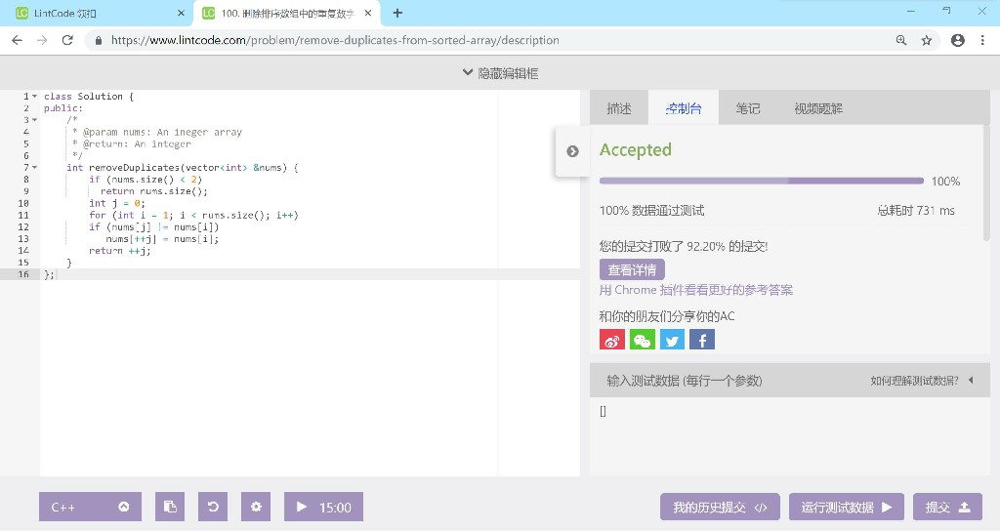 LintCode 领扣
100. 删除排序数组中的重复数字
https://www.lintcode.com/problem/remove-duplicates-from-sorted-array/description
隐藏编辑框
1 class Solution {
2 public:
3 /*
4 * @param nums: An ineger array
5 * @return: An integer
6 */
7 int removeDuplicates(vector<int> &nums) {
8 if (nums.size() < 2)
9 return nums.size();
10 int j = 0;
11 for (int i = 1; i < nums.size(); i++)
12 if (nums[j] != nums[i])
13 nums[++j] = nums[i];
14 return ++j;
15 }
16 };
描述 控制台 笔记 视频题解
Accepted
100%
100% 数据通过测试 总耗时 731 ms
您的提交打败了 92.20% 的提交!
查看详情
用 Chrome 插件看看更好的参考答案
和你的朋友们分享你的AC
输入测试数据 (每行一个参数) 如何理解测试数据?
[]
C++ 15:00 我的历史提交 </> 运行测试数据 提交